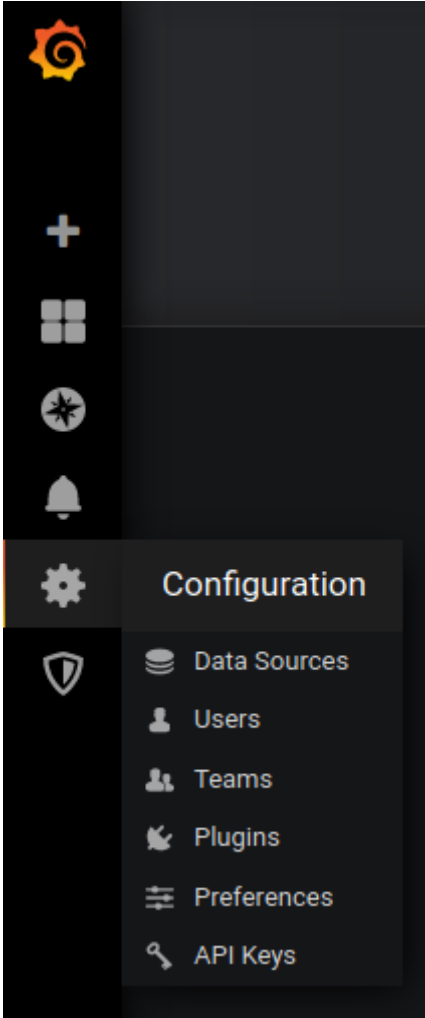 Configuration
Data Sources
Users
Teams
Plugins
Preferences
API Keys